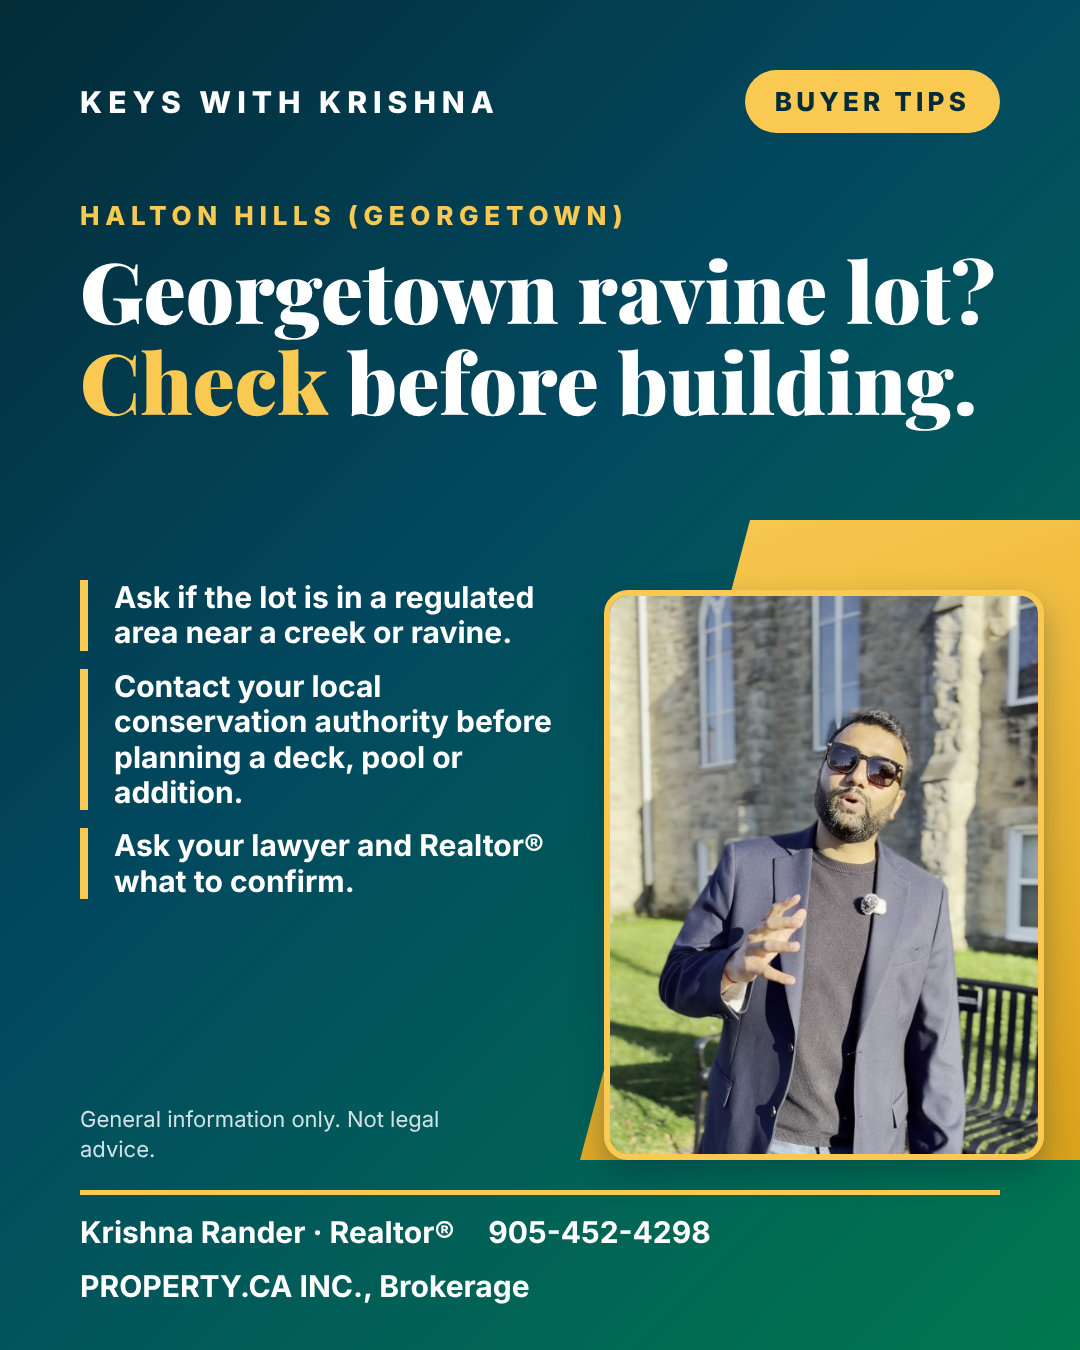 KEYS WITH KRISHNA
BUYER TIPS
HALTON HILLS (GEORGETOWN)
Georgetown ravine lot?
Check before building.
Ask if the lot is in a regulated
area near a creek or ravine.
Contact your local
conservation authority before
planning a deck, pool or
addition.
Ask your lawyer and Realtor®
what to confirm.
General information only. Not legal
advice.
Krishna Rander · Realtor® 905-452-4298
PROPERTY.CA INC., Brokerage